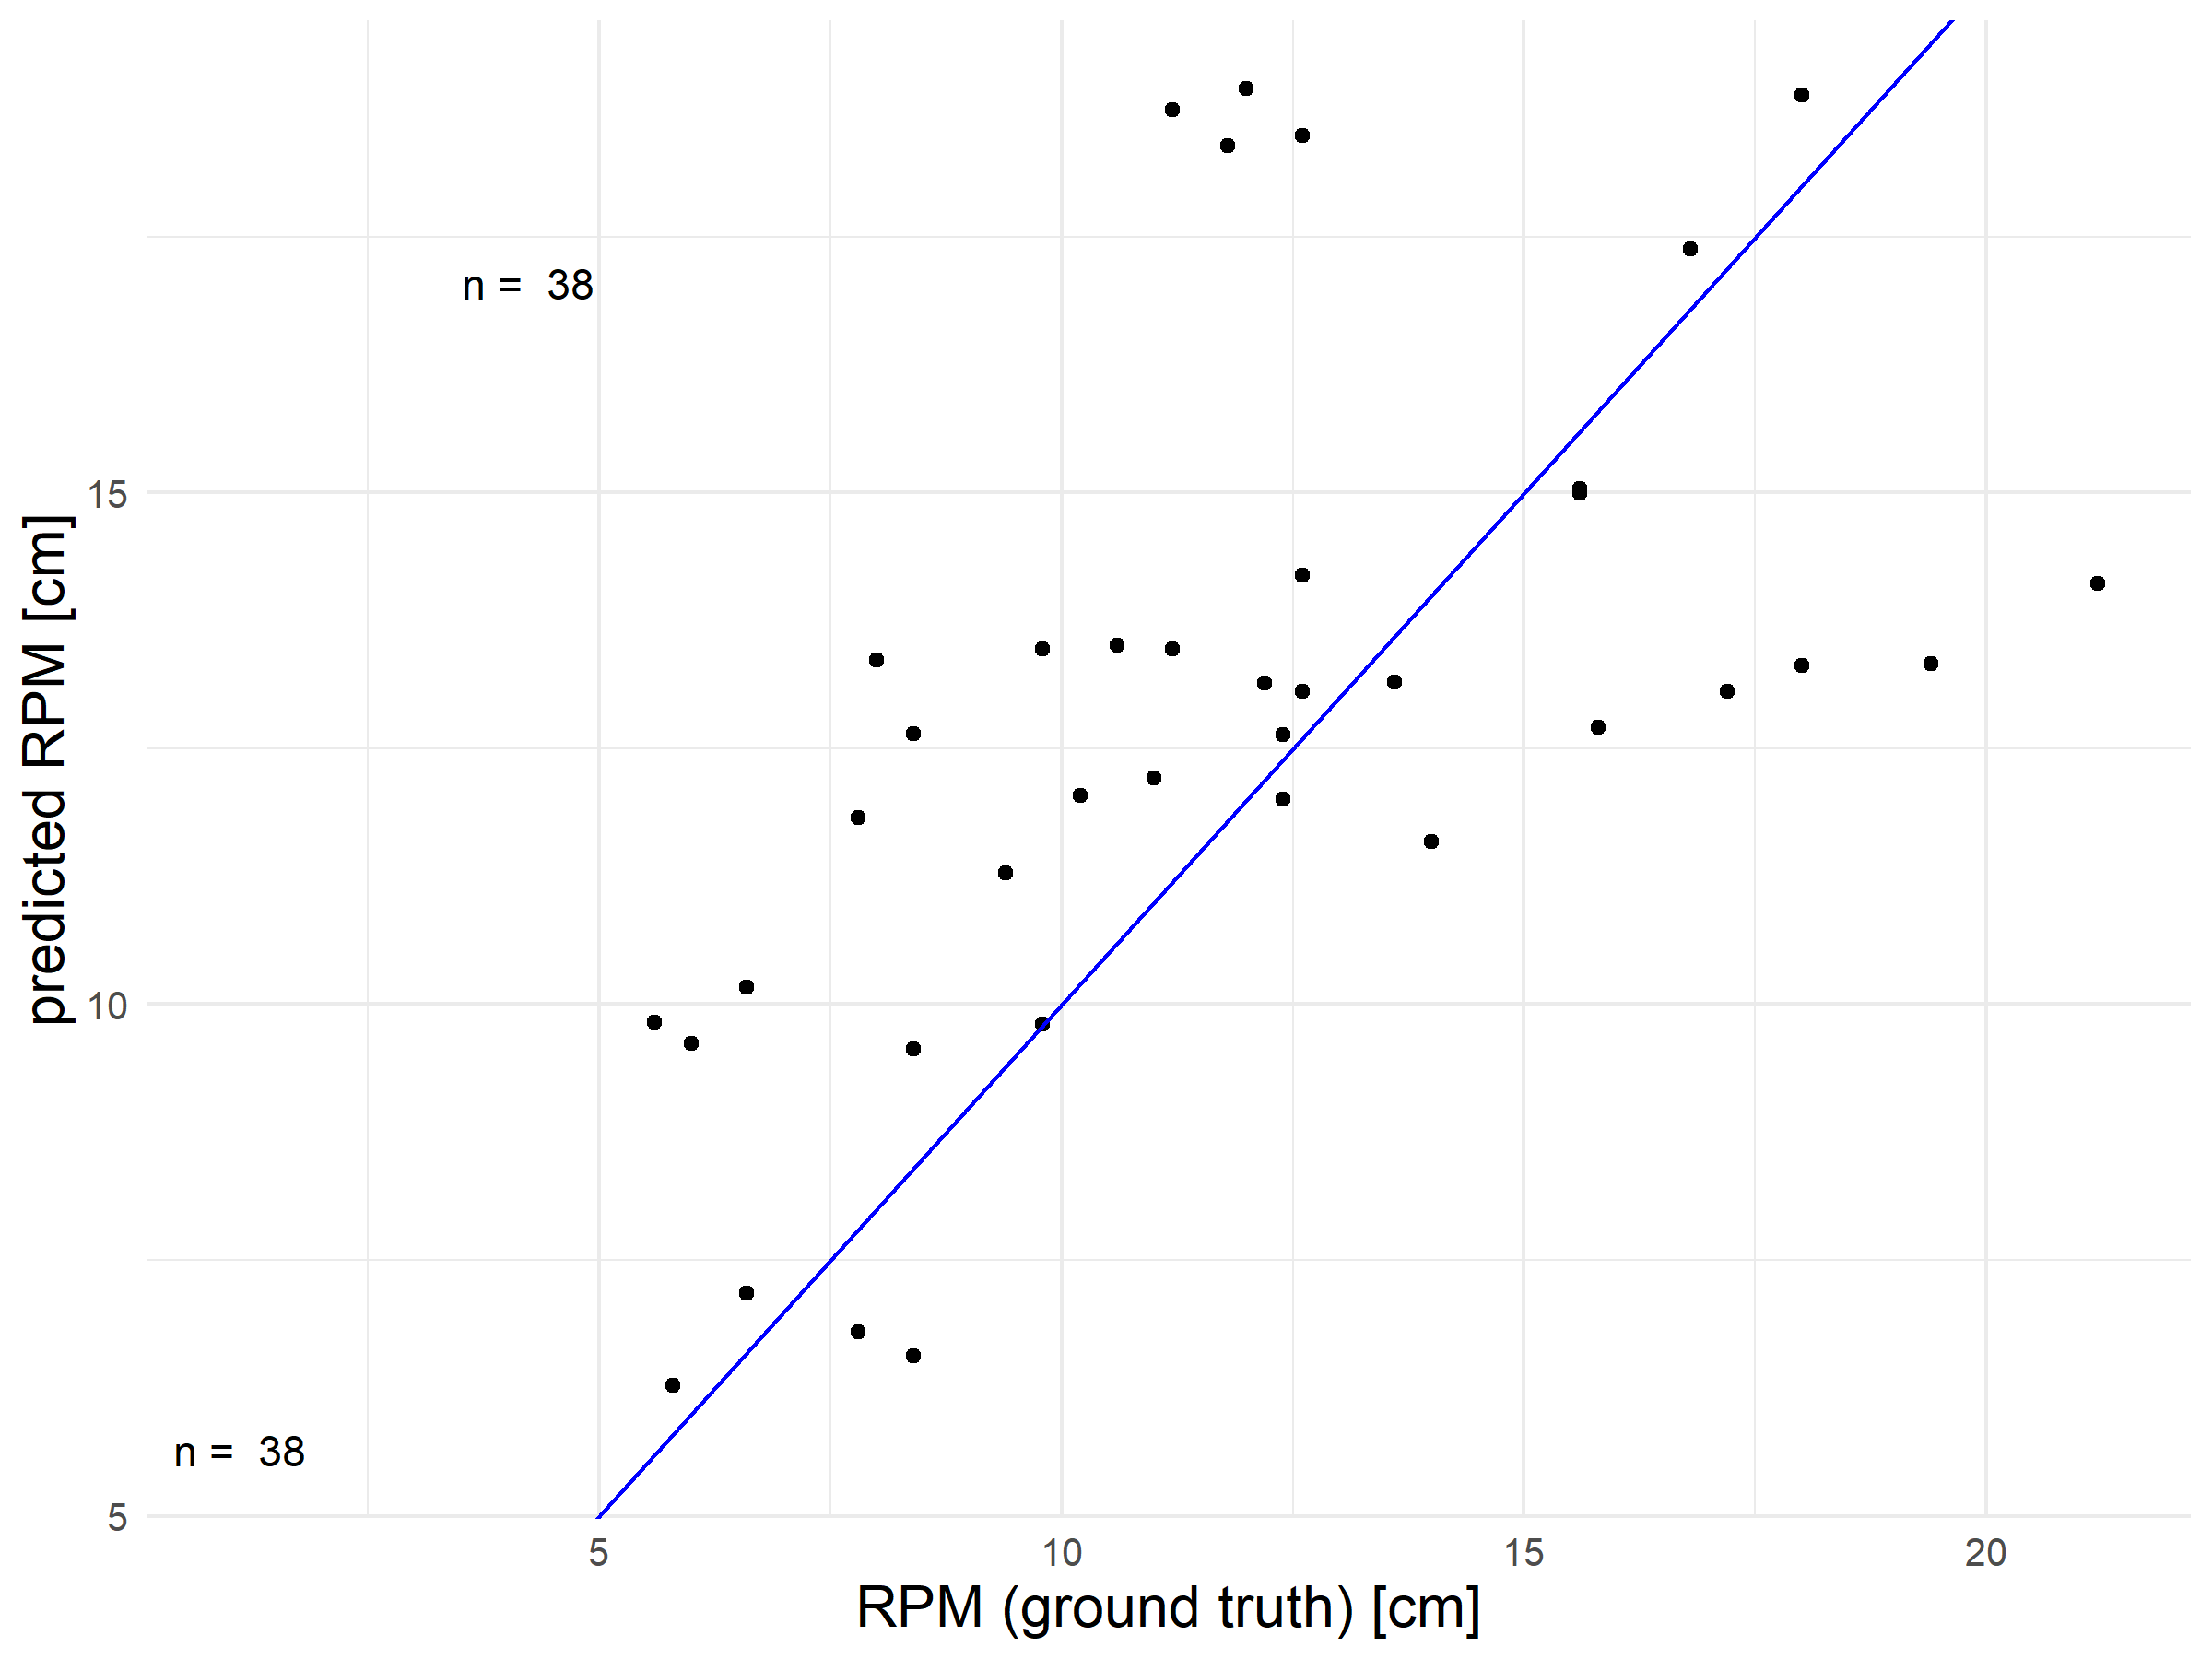 n =  38
15
predicted RPM [cm]
10
n =  38
5
5 10 15 20
RPM (ground truth) [cm]